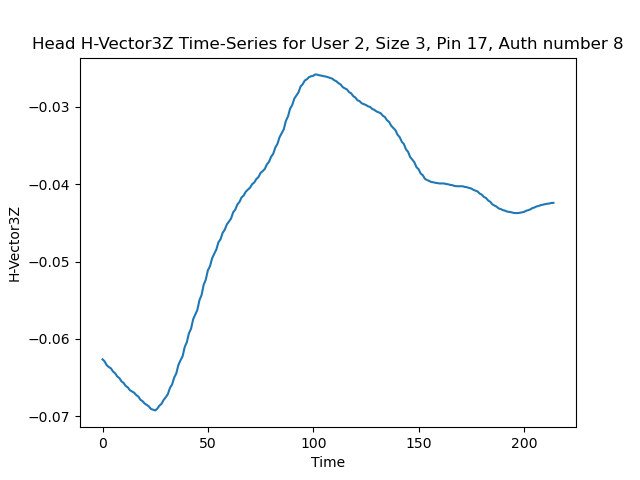 Head H-Vector3Z Time-Series for User 2, Size 3, Pin 17, Auth number 8
H-Vector3Z
−0.03
−0.04
−0.05
−0.06
−0.07
0 50 100 150 200
Time